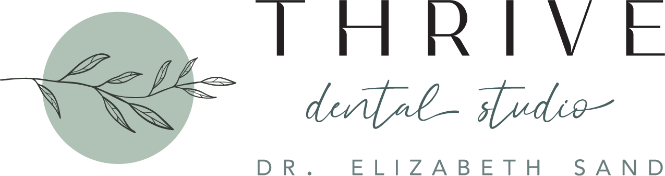 THRIVE
dental studio
DR. ELIZABETH SAND